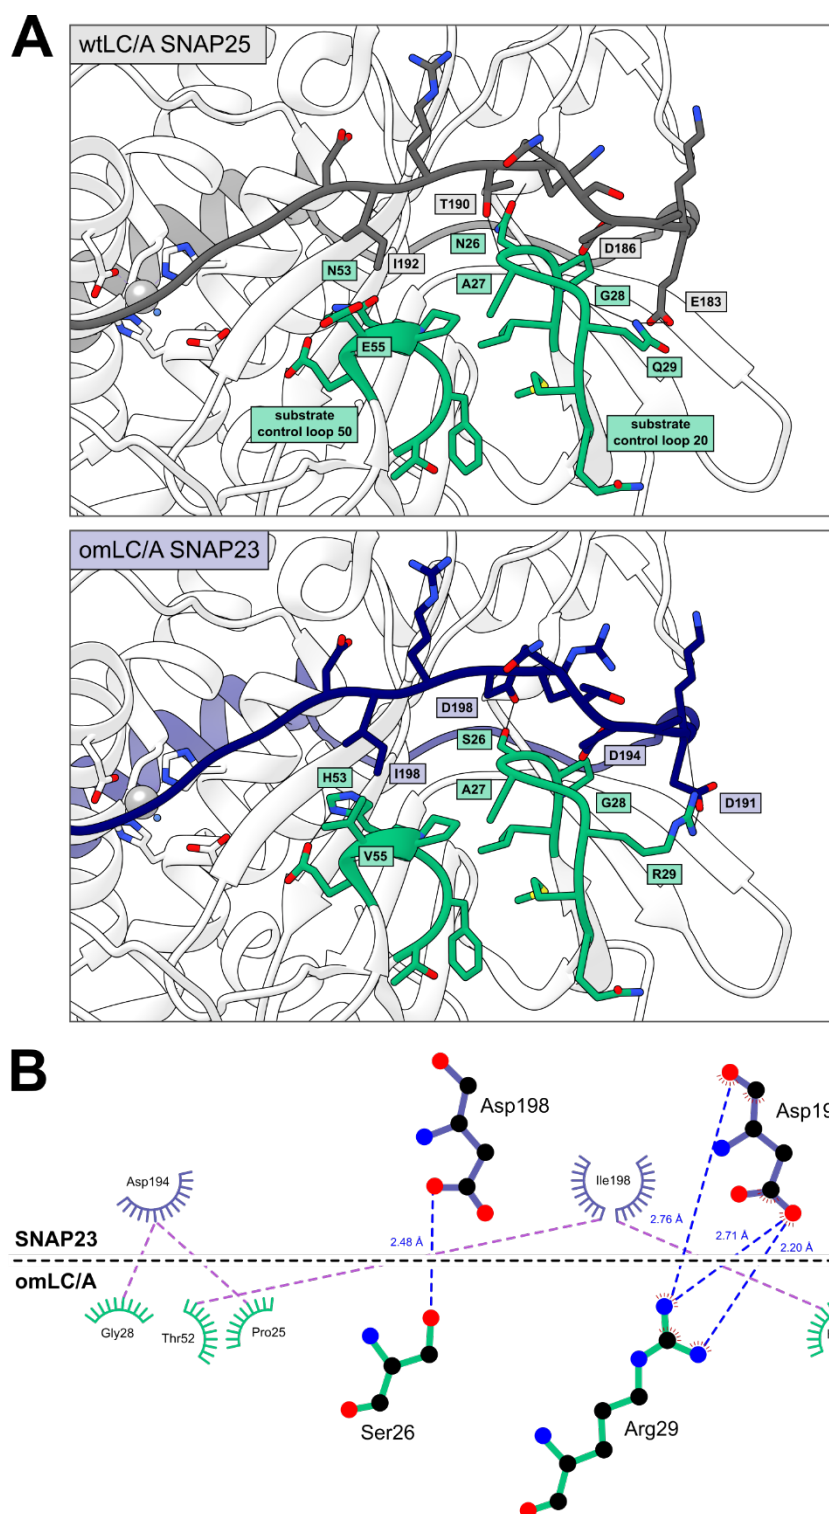 A
wtLC/A SNAP25
T190
N26
D186
N53
I192
A27
G28
E183
E55
Q29
substrate
control loop 50
substrate
control loop 20
omLC/A SNAP23
D198
S26
D194
H53
I198
A27
G28
D191
V55
R29
B
Asp198
Asp19
Asp194
Ile198
2.76 Å
2.71 Å
2.48 Å
2.20 Å
SNAP23
omLC/A
Gly28
Thr52
Pro25
Ser26
Arg29